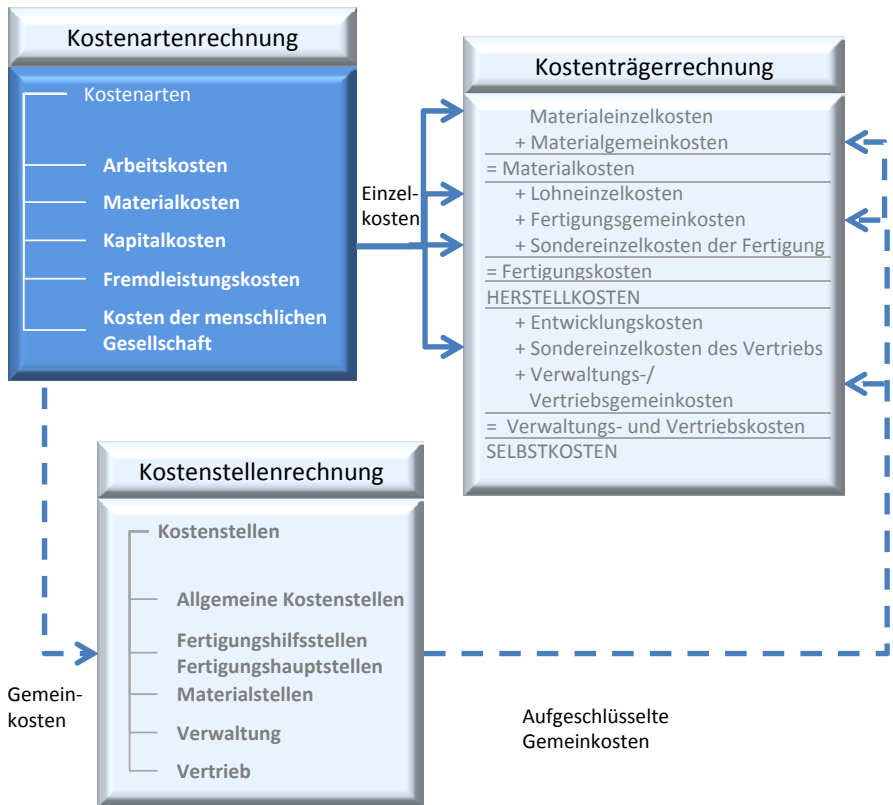 Kostenartenrechnung
Kostenarten
Arbeitskosten
Materialkosten
Kapitalkosten
Fremdleistungskosten
Kosten der menschlichen
Gesellschaft
Einzel-
kosten
Kostenträgerrechnung
Materialeinzelkosten
+ Materialgemeinkosten
= Materialkosten
+ Lohneinzelkosten
+ Fertigungsgemeinkosten
+ Sondereinzelkosten der Fertigung
= Fertigungskosten
HERSTELLKOSTEN
+ Entwicklungskosten
+ Sondereinzelkosten des Vertriebs
+ Verwaltungs-/
Vertriebsgemeinkosten
= Verwaltungs- und Vertriebskosten
SELBSTKOSTEN
Gemein-
kosten
Kostenstellenrechnung
Kostenstellen
Allgemeine Kostenstellen
Fertigungshilfsstellen
Fertigungshauptstellen
Materialstellen
Verwaltung
Vertrieb
Aufgeschlüsselte
Gemeinkosten